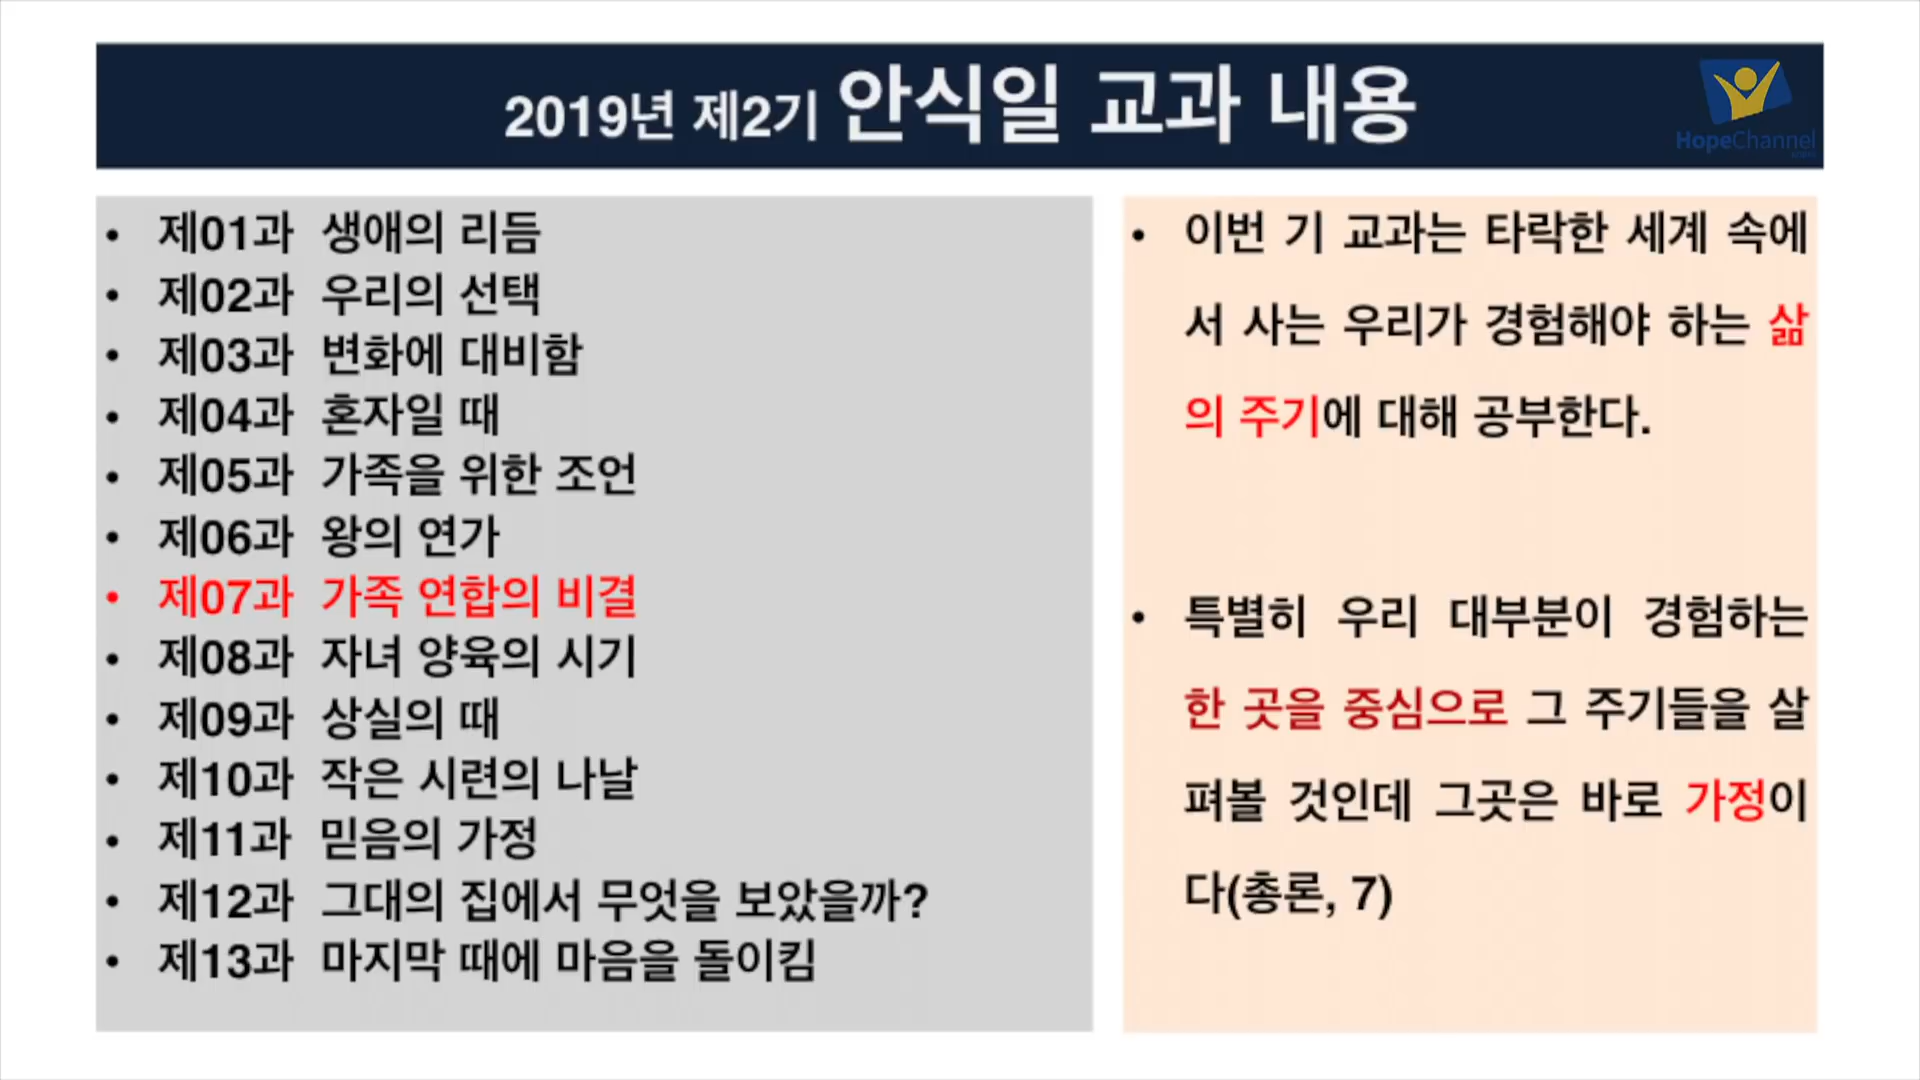 2019년 제2기 안식일 교과 내용
HopeChannel
• 제01과 생애의 리듬
• 제02과 우리의 선택
• 제03과 변화에 대비함
• 제04과 혼자일 때
• 제05과 가족을 위한 조언
• 제06과 왕의 연가
• 제07과 가족 연합의 비결
• 제08과 자녀 양육의 시기
• 제09과 상실의 때
• 제10과 작은 시련의 나날
• 제11과 믿음의 가정
• 제12과 그대의 집에서 무엇을 보았을까?
• 제13과 마지막 때에 마음을 돌이킴
• 이번 기 교과는 타락한 세계 속에
서 사는 우리가 경험해야 하는 삶
의 주기에 대해 공부한다.
• 특별히 우리 대부분이 경험하는
한 곳을 중심으로 그 주기들을 살
펴볼 것인데 그곳은 바로 가정이
다(총론, 7)